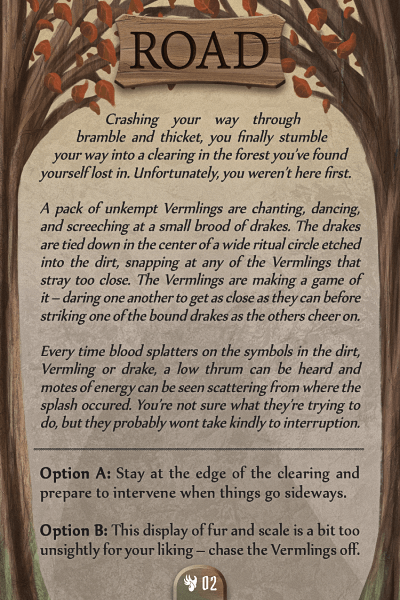 ROAD
Crashing your way through
bramble and thicket, you finally stumble
your way into a clearing in the forest you've found
yourself lost in. Unfortunately, you weren't here first.
A pack of unkempt Vermlings are chanting, dancing,
and screeching at a small brood of drakes. The drakes
are tied down in the center of a wide ritual circle etched
into the dirt, snapping at any of the Vermlings that
stray too close. The Vermlings are making a game of
it – daring one another to get as close as they can before
striking one of the bound drakes as the others cheer on.
Every time blood splatters on the symbols in the dirt,
Vermling or drake, a low thrum can be heard and
motes of energy can be seen scattering from where the
splash occured. You're not sure what they're trying to
do, but they probably wont take kindly to interruption.
Option A: Stay at the edge of the clearing and
prepare to intervene when things go sideways.
Option B: This display of fur and scale is a bit too
unsightly for your liking – chase the Vermlings off.
02